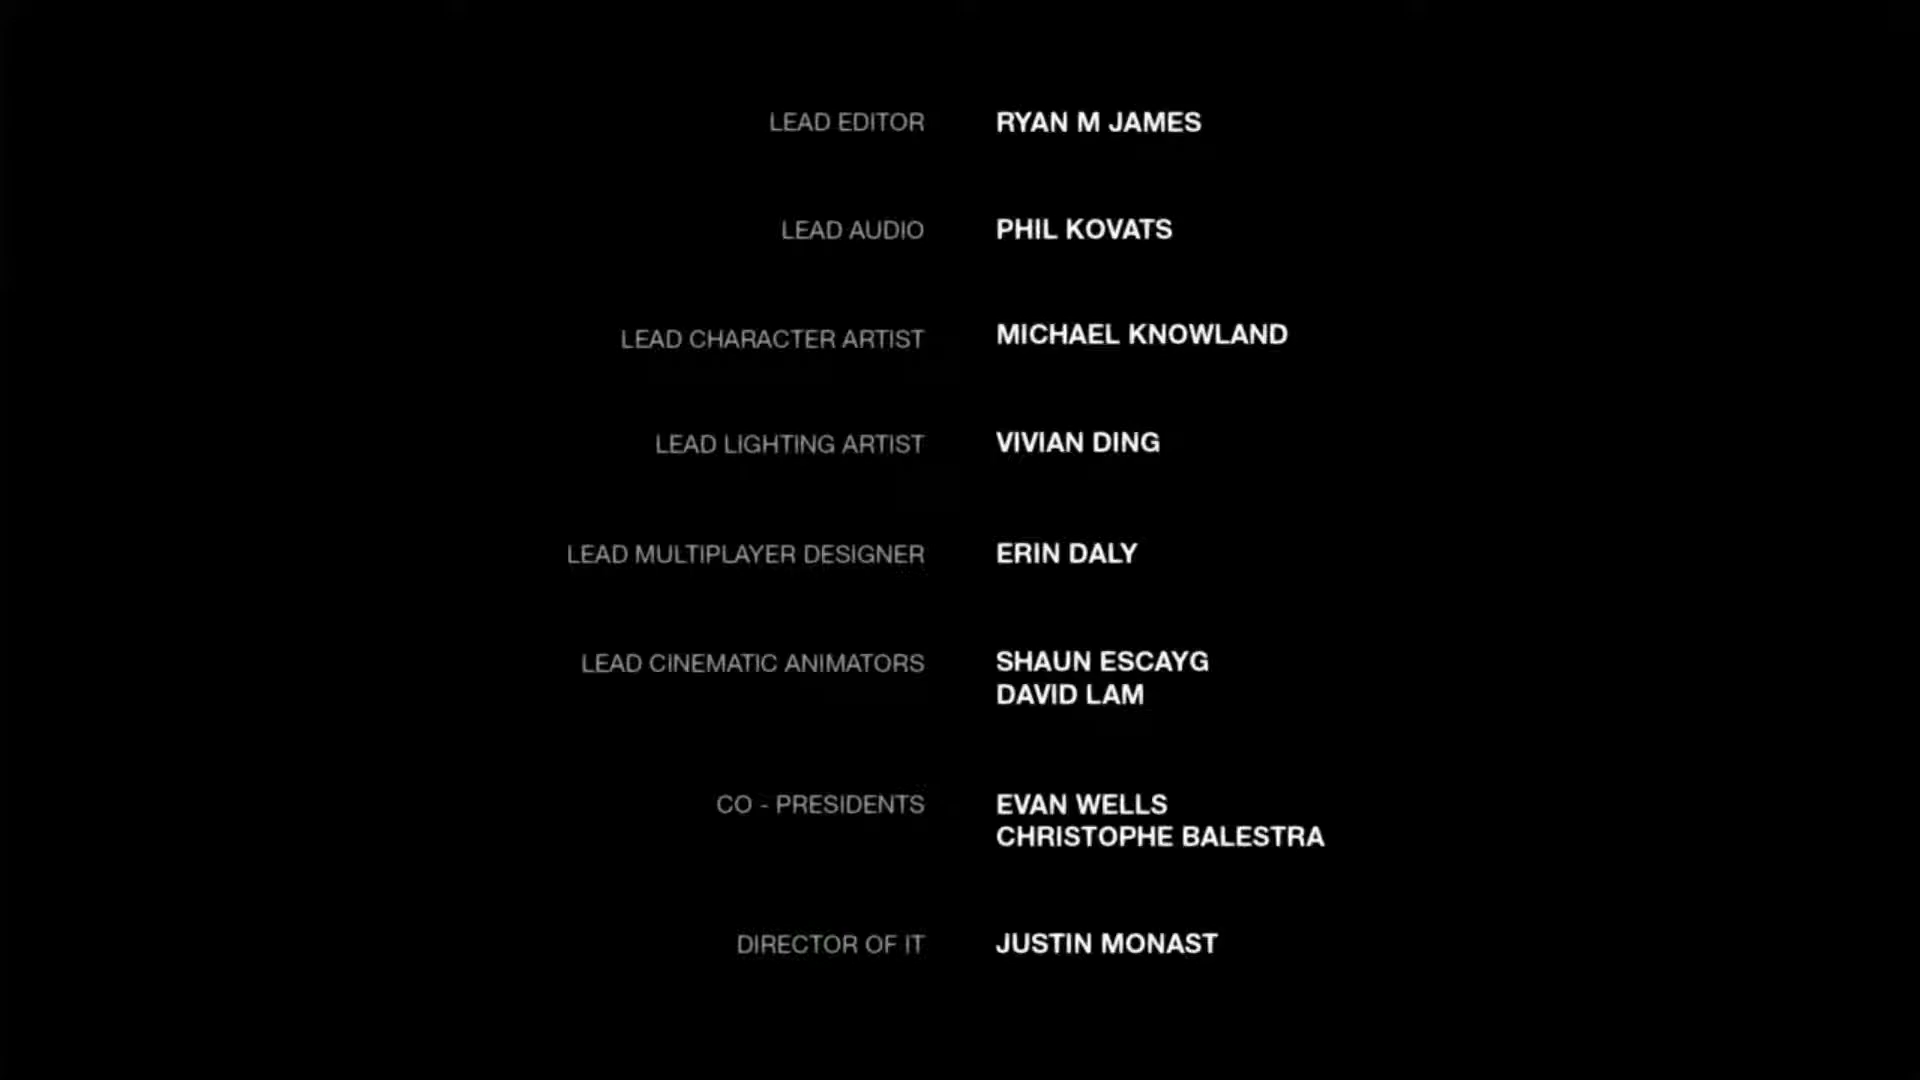 LEAD EDITOR RYAN M JAMES
LEAD AUDIO PHIL KOVATS
LEAD CHARACTER ARTIST MICHAEL KNOWLAND
LEAD LIGHTING ARTIST VIVIAN DING
LEAD MULTIPLAYER DESIGNER ERIN DALY
LEAD CINEMATIC ANIMATORS SHAUN ESCAYG
DAVID LAM
CO - PRESIDENTS EVAN WELLS
CHRISTOPHE BALESTRA
DIRECTOR OF IT JUSTIN MONAST